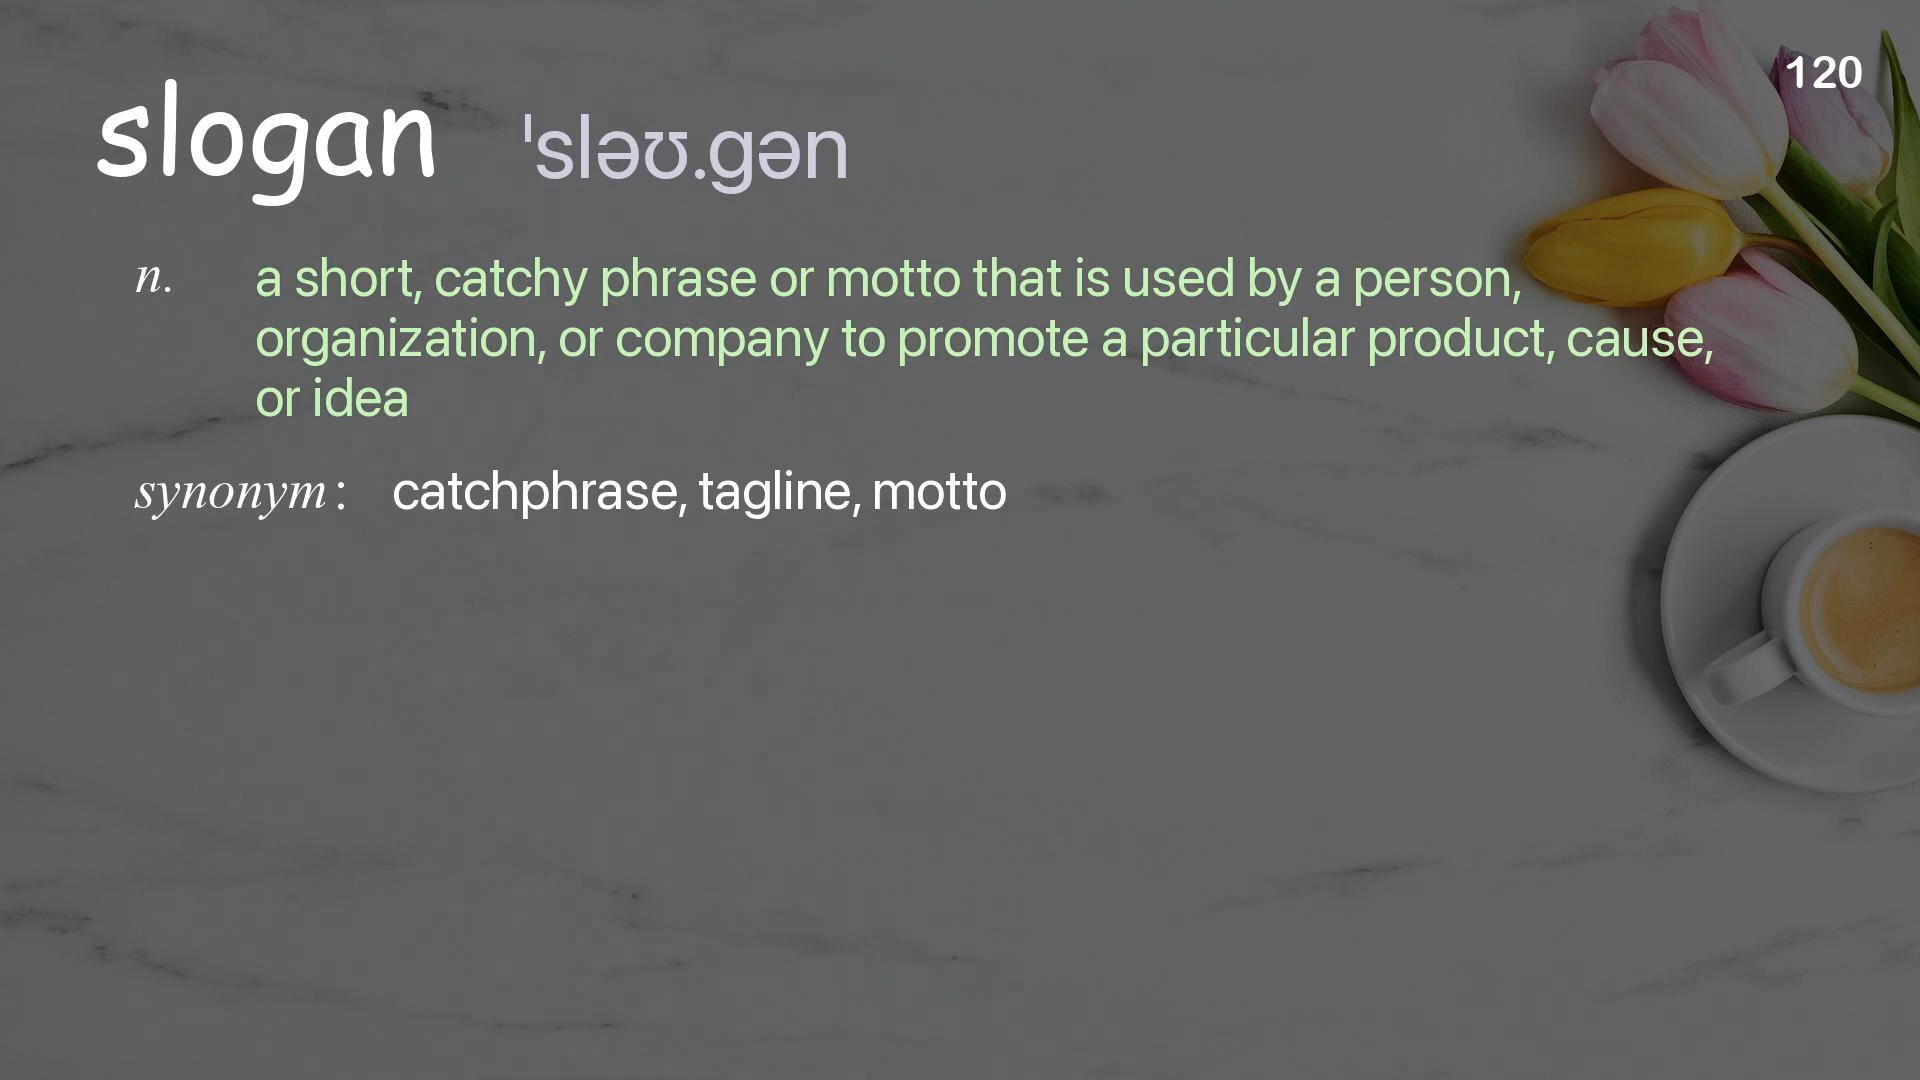 120
slogan ˈsləʊ.gən
n. a short, catchy phrase or motto that is used by a person,
organization, or company to promote a particular product, cause,
or idea
synonym: catchphrase, tagline, motto